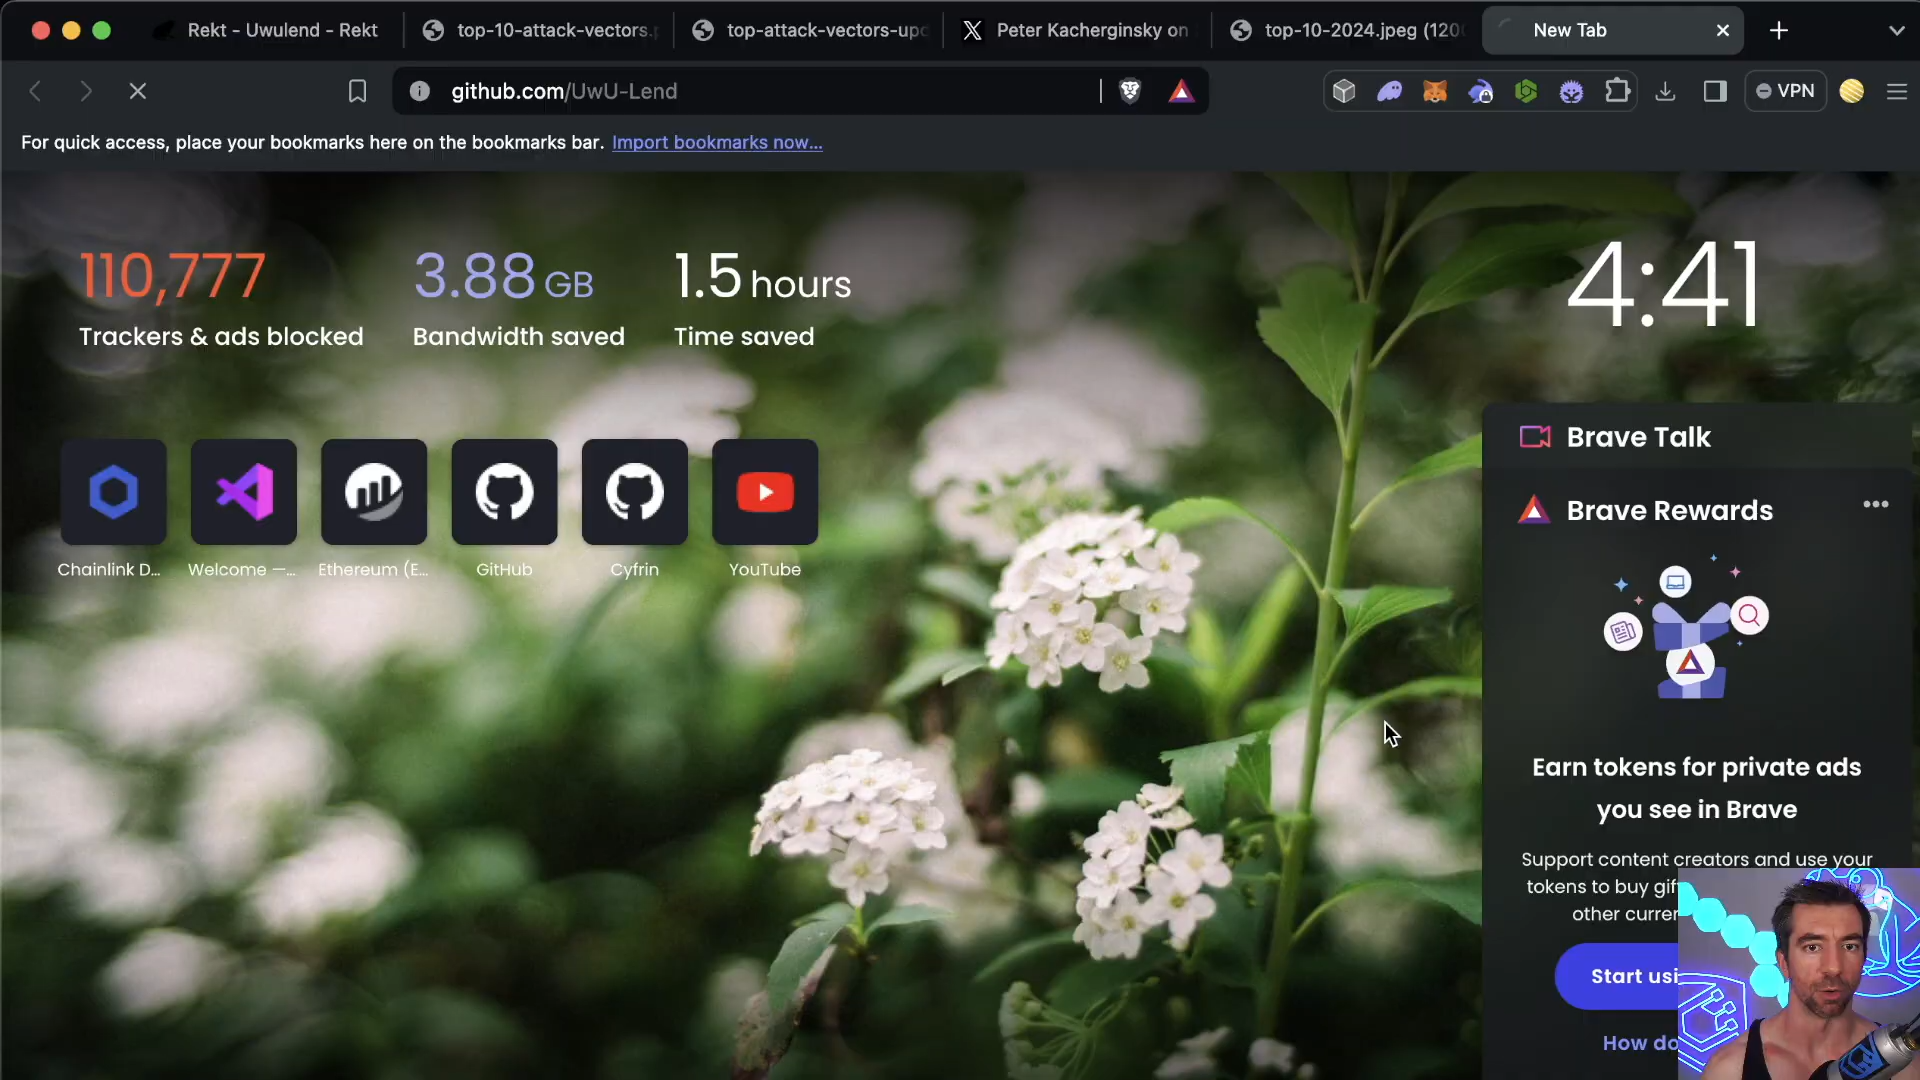 Rekt - Uwulend - Rekt
top-10-attack-vectors.p
top-attack-vectors-upd
Peter Kacherginsky on
top-10-2024.jpeg (120
New Tab
github.com/UwU-Lend
VPN
For quick access, place your bookmarks here on the bookmarks bar. Import bookmarks now...
110,777
Trackers & ads blocked
3.88 GB
Bandwidth saved
1.5 hours
Time saved
4:41
Chainlink D...
Welcome —...
Ethereum (E...
GitHub
Cyfrin
YouTube
Brave Talk
Brave Rewards
Earn tokens for private ads
you see in Brave
Support content creators and use your
tokens to buy gif
other curre
Start usi
How do